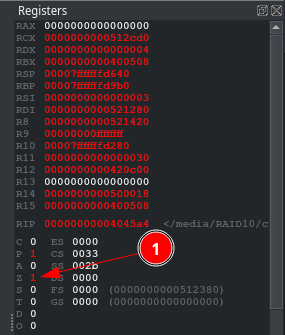 Registers
RAX 0000000000000000
RCX 0000000000512cd0
RDX 0000000000000004
RBX 0000000000400508
RSP 00007fffffffd640
RBP 00007fffffffd9b0
RSI 0000000000000003
RDI 0000000000521280
R8 0000000000521420
R9 00000000ffffffff
R10 00007fffffffd280
R11 0000000000000030
R12 0000000000420c00
R13 0000000000000000
R14 0000000000500018
R15 0000000000400508
RIP 00000000004045a4 </media/RAID10/c
C 0 ES 0000
P 1 CS 0033
A 0 SS 002b
Z 1 DS 0000
S 0 FS 0000 (0000000000512380)
T 0 GS 0000 (0000000000000000)
D 0
O 0
1